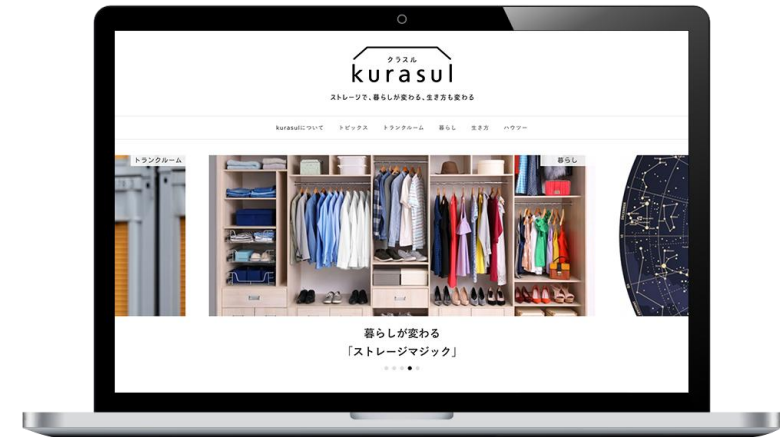 クラスル
kurasul
ストレージで、暮らしが変わる、生き方も変わる
kurasulについて トピックス トランクルーム 暮らし 生き方 ハウツー
トランクルーム
暮らし
暮らしが変わる
「ストレージマジック」